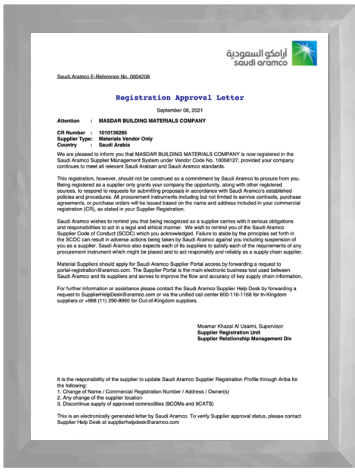 أرامكو السعودية
saudi aramco
Saudi Aramco E-Reference No. 0004208
Registration Approval Letter
September 08, 2021
Attention : MASDAR BUILDING MATERIALS COMPANY
CR Number : 1010138285
Supplier Type: Materials Vendor Only
Country : Saudi Arabia
We are pleased to inform you that MASDAR BUILDING MATERIALS COMPANY is now registered in the
Saudi Aramco Supplier Management System under Vendor Code No. 10058127, provided your company
continues to meet all relevant Saudi Arabian and Saudi Aramco standards.
This registration, however, should not be construed as a commitment by Saudi Aramco to procure from you.
Being registered as a supplier only grants your company the opportunity, along with other registered
sources, to respond to requests for submitting proposals in accordance with Saudi Aramco's established
policies and procedures. All procurement instruments including but not limited to service contracts, purchase
agreements, or purchase orders will be issued based on the name and address included in your commercial
registration (CR), as stated in your Supplier Registration.
Saudi Aramco wishes to remind you that being recognized as a supplier carries with it serious obligations
and responsibilities to act in a legal and ethical manner. We wish to remind you of the Saudi Aramco
Supplier Code of Conduct (SCOC) which you acknowledged. Failure to abide by the principles set forth in
the SCOC can result in adverse actions being taken by Saudi Aramco against you including suspension of
you as a supplier. Saudi Aramco also expects each of its suppliers to satisfy each of the requirements of any
procurement instrument which might be placed and to act responsibly and reliably as a supply chain supplier.
Material Suppliers should apply for Saudi Aramco Supplier Portal access by forwarding a request to
portal-registration@aramco.com. The Supplier Portal is the main electronic business tool used between
Saudi Aramco and its suppliers and serves to improve the flow and accuracy of key supply chain information.
For further information or assistance please contact the Saudi Aramco Supplier Help Desk by forwarding a
request to SupplierHelpDesk@aramco.com or via the unified call center 800-116-1168 for In-Kingdom
suppliers or +966 (11) 290-8950 for Out-of-Kingdom suppliers.
Moamar Khazal Al Usaimi, Supervisor
Supplier Registration Unit
Supplier Relationship Management Div
It is the responsibility of the supplier to update Saudi Aramco Supplier Registration Profile through Ariba for
the following:
1. Change of Name / Commercial Registration Number / Address / Owner(s)
2. Any change of the supplier location
3. Discontinue supply of approved commodities (9COMs and 9CATS)
This is an electronically generated letter by Saudi Aramco. To verify Supplier approval status, please contact
Supplier Help Desk at supplierhelpdesk@aramco.com